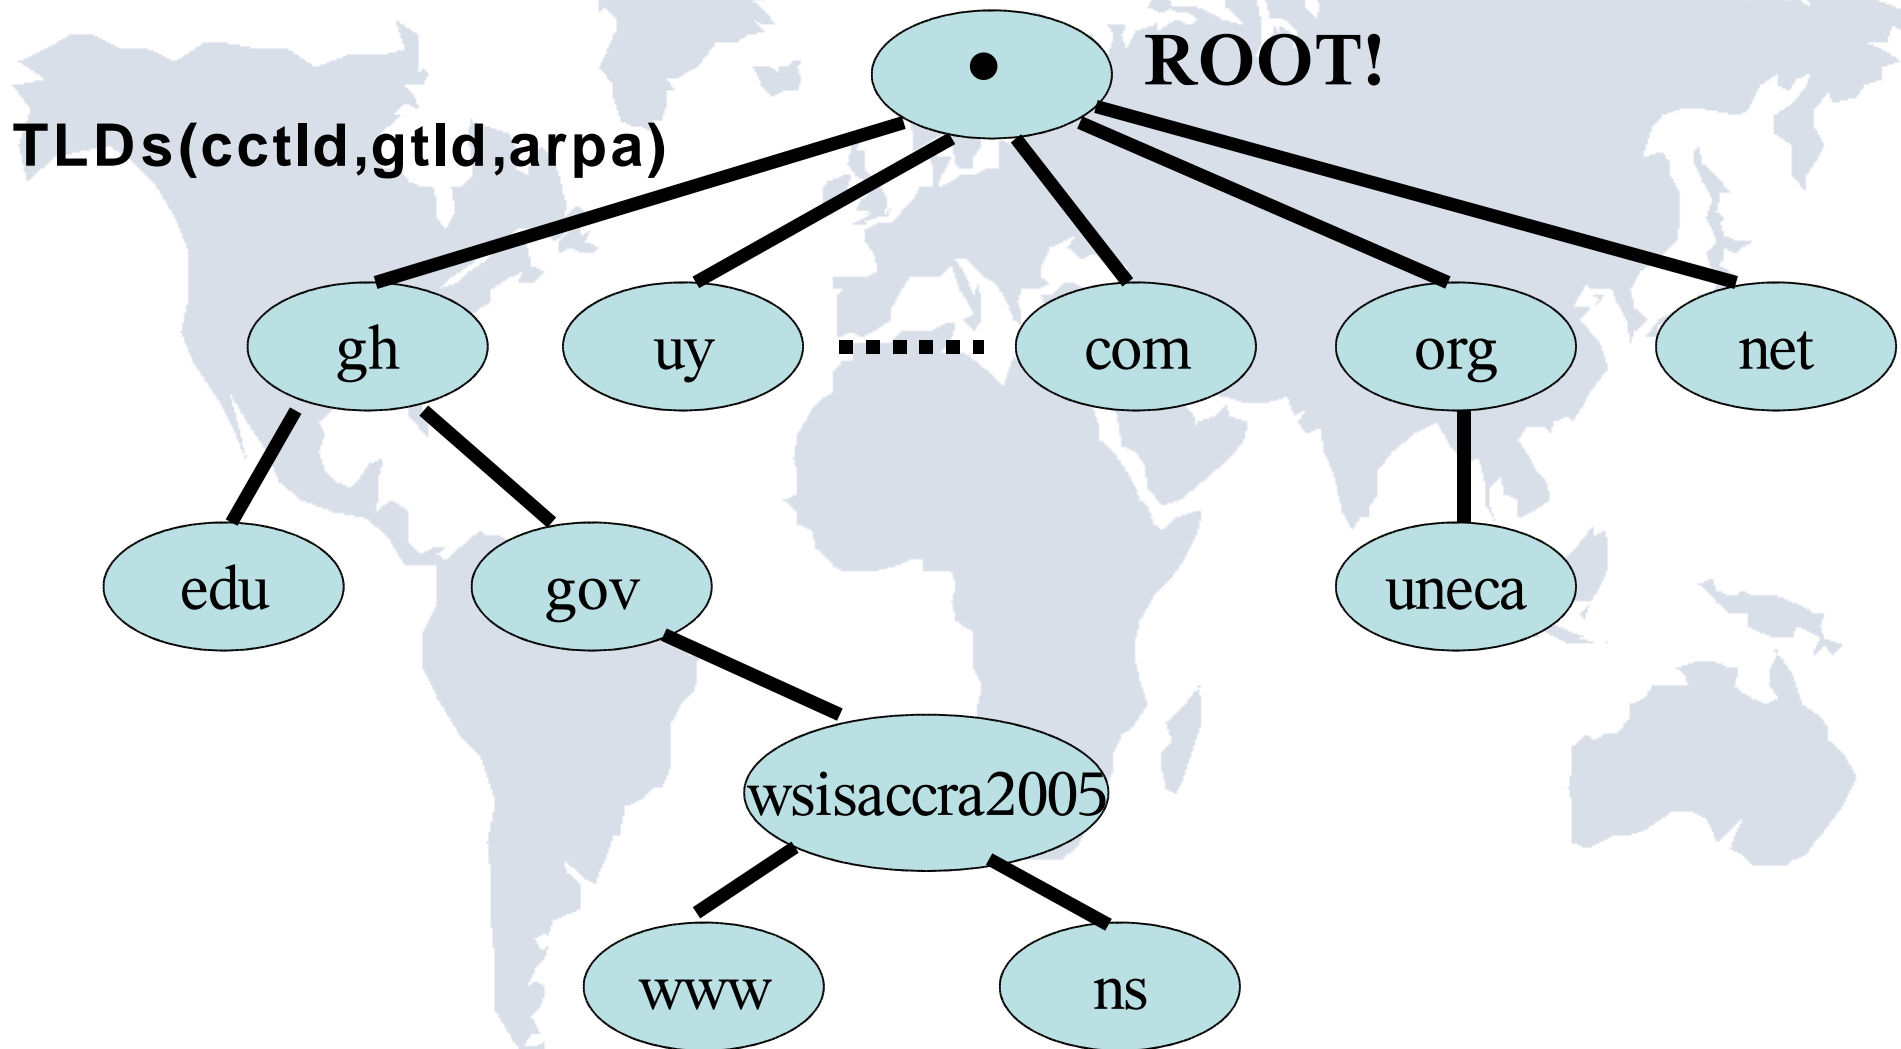 • ROOT!
TLDs(cctld,gtld,arpa)
gh uy com org net
edu gov uneca
wsisaccra2005
www ns